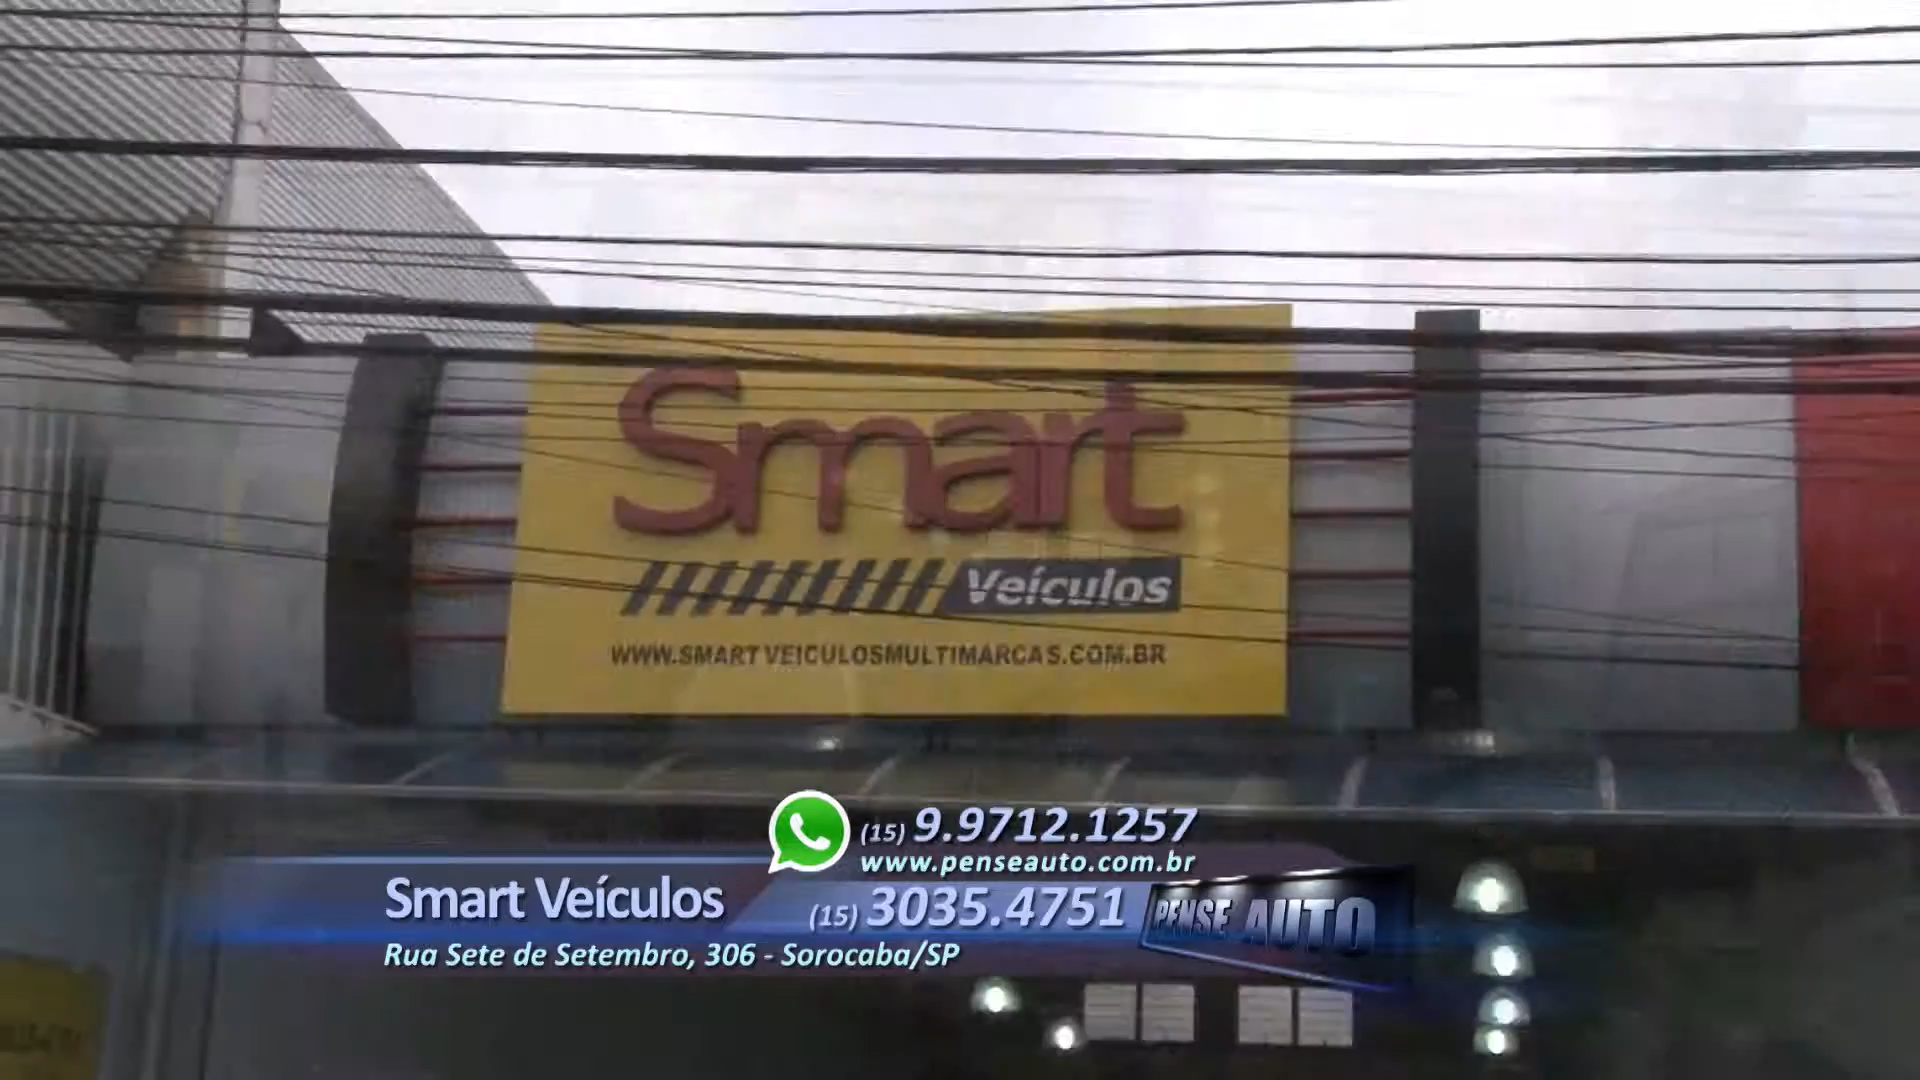 Smart
Veículos
WWW.SMARTVEICULOSMULTIMARCAS.COM.BR
(15) 9.9712.1257
www.penseauto.com.br
Smart Veículos
(15) 3035.4751
PENSE AUTO
Rua Sete de Setembro, 306 - Sorocaba/SP